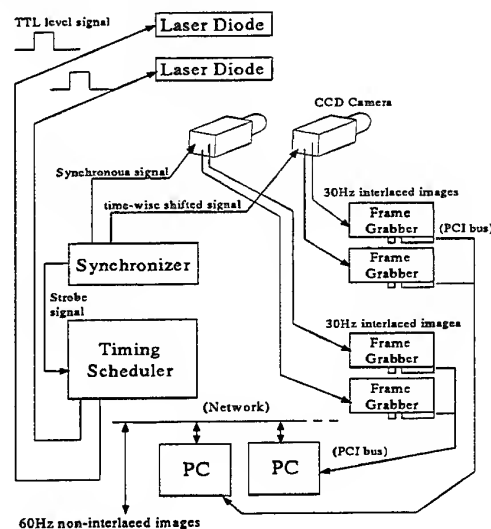 TTL level signal
Laser Diode
Laser Diode
CCD Camera
Synchronous signal
time-wise shifted signal
30Hz interlaced images
Frame
Grabber
(PCI bus)
Frame
Grabber
Synchronizer
Strobe
signal
Timing
Scheduler
30Hz interlaced images
Frame
Grabber
Frame
Grabber
(Network)
PC
PC
(PCI bus)
60Hz non-interlaced images